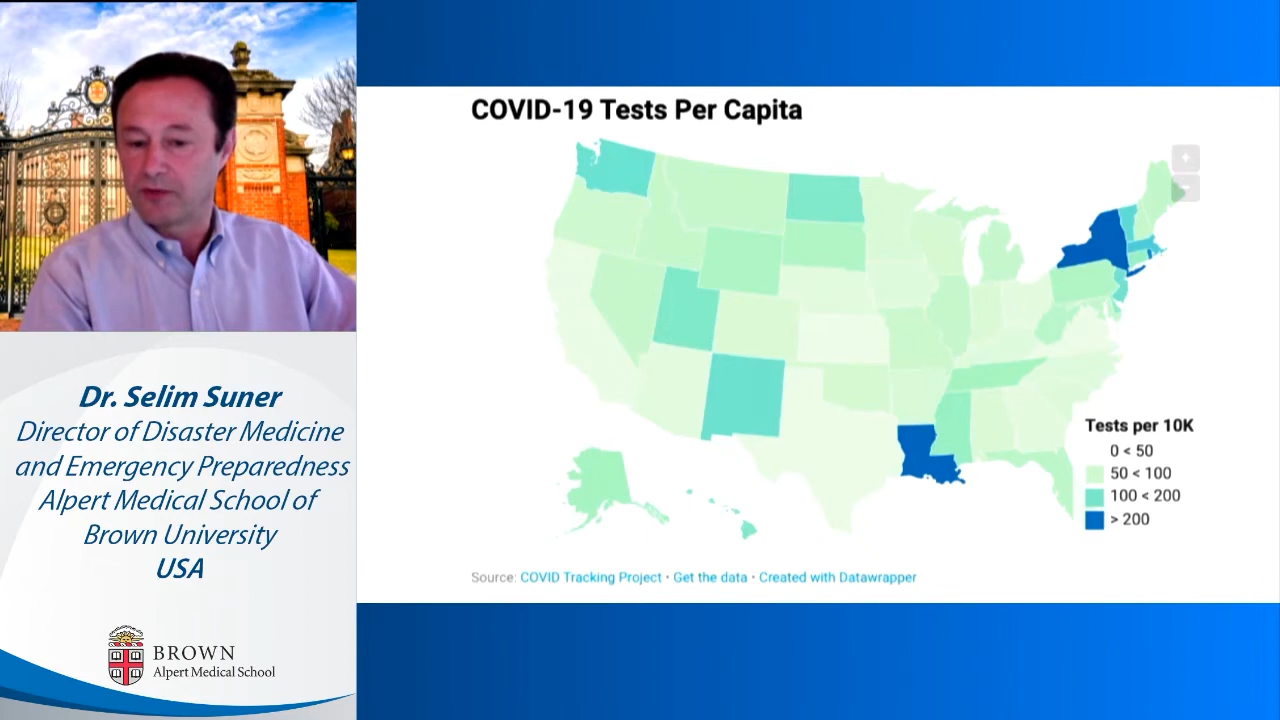 Dr. Selim Suner
Director of Disaster Medicine
and Emergency Preparedness
Alpert Medical School of
Brown University
USA
BROWN
Alpert Medical School
COVID-19 Tests Per Capita
+
-
Tests per 10K
0 < 50
50 < 100
100 < 200
> 200
Source: COVID Tracking Project • Get the data • Created with Datawrapper